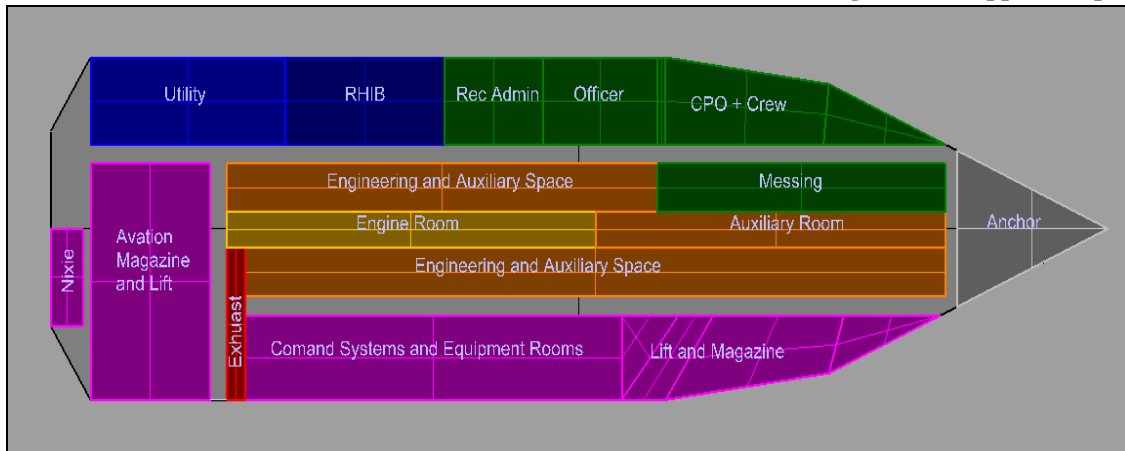 Utility
RHIB
Rec Admin
Officer
CPO + Crew
Engineering and Auxiliary Space
Messing
Engine Room
Auxiliary Room
Avation
Magazine
and Lift
Nixie
Anchor
Engineering and Auxiliary Space
Exhuast
Comand Systems and Equipment Rooms
Lift and Magazine